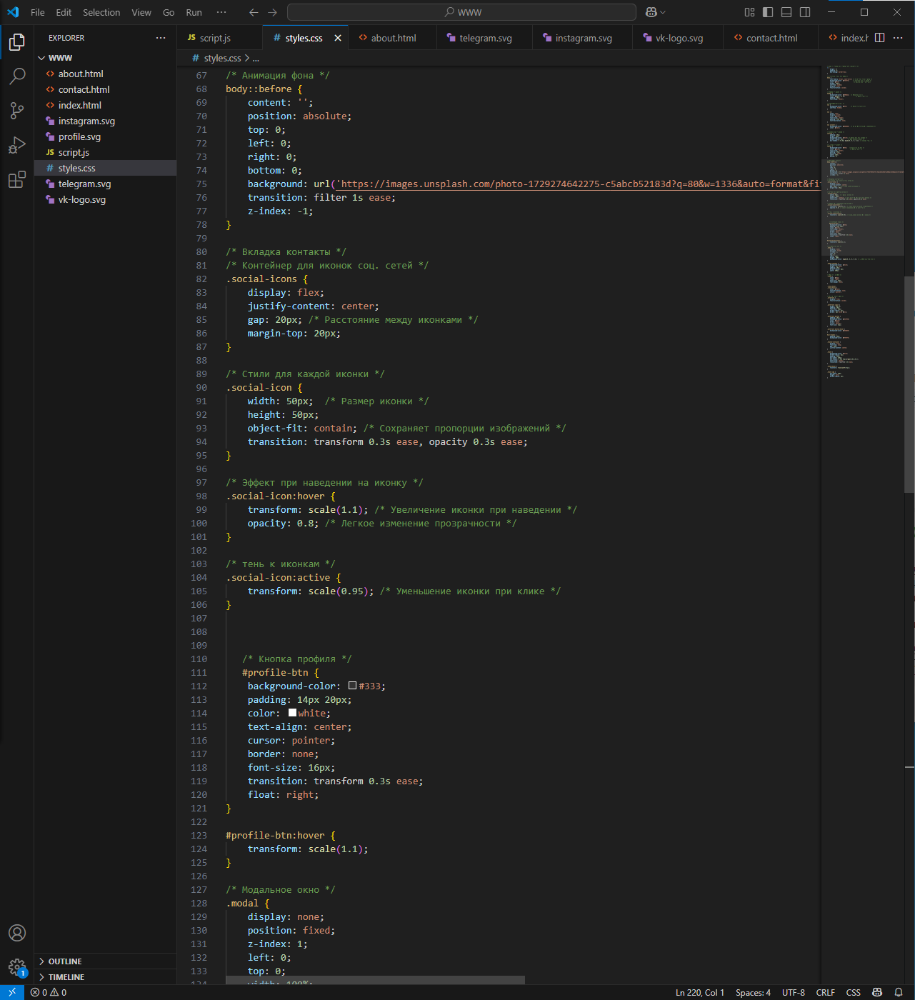 File Edit Selection View Go Run ··· WWW
EXPLORER ···
WWW
about.html
contact.html
index.html
instagram.svg
profile.svg
JS script.js
# styles.css
telegram.svg
vk-logo.svg
OUTLINE
TIMELINE
JS script.js # styles.css about.html telegram.svg instagram.svg vk-logo.svg contact.html index.h ···
# styles.css > ...
67 /* Анимация фона */
68 body::before {
69 content: '';
70 position: absolute;
71 top: 0;
72 left: 0;
73 right: 0;
74 bottom: 0;
75 background: url('https://images.unsplash.com/photo-1729274642275-c5abcb52183d?q=80&w=1336&auto=format&fi
76 transition: filter 1s ease;
77 z-index: -1;
78 }
79
80 /* Вкладка контакты */
81 /* Контейнер для иконок соц. сетей */
82 .social-icons {
83 display: flex;
84 justify-content: center;
85 gap: 20px; /* Расстояние между иконками */
86 margin-top: 20px;
87 }
88
89 /* Стили для каждой иконки */
90 .social-icon {
91 width: 50px;  /* Размер иконки */
92 height: 50px;
93 object-fit: contain; /* Сохраняет пропорции изображений */
94 transition: transform 0.3s ease, opacity 0.3s ease;
95 }
96
97 /* Эффект при наведении на иконку */
98 .social-icon:hover {
99 transform: scale(1.1); /* Увеличение иконки при наведении */
100 opacity: 0.8; /* Легкое изменение прозрачности */
101 }
102
103 /* тень к иконкам */
104 .social-icon:active {
105 transform: scale(0.95); /* Уменьшение иконки при клике */
106 }
107
108
109
110 /* Кнопка профиля */
111 #profile-btn {
112 background-color: #333;
113 padding: 14px 20px;
114 color: white;
115 text-align: center;
116 cursor: pointer;
117 border: none;
118 font-size: 16px;
119 transition: transform 0.3s ease;
120 float: right;
121 }
122
123 #profile-btn:hover {
124 transform: scale(1.1);
125 }
126
127 /* Модальное окно */
128 .modal {
129 display: none;
130 position: fixed;
131 z-index: 1;
132 left: 0;
133 top: 0;
134 width: 100%;
1
0 0 Ln 220, Col 1 Spaces: 4 UTF-8 CRLF CSS